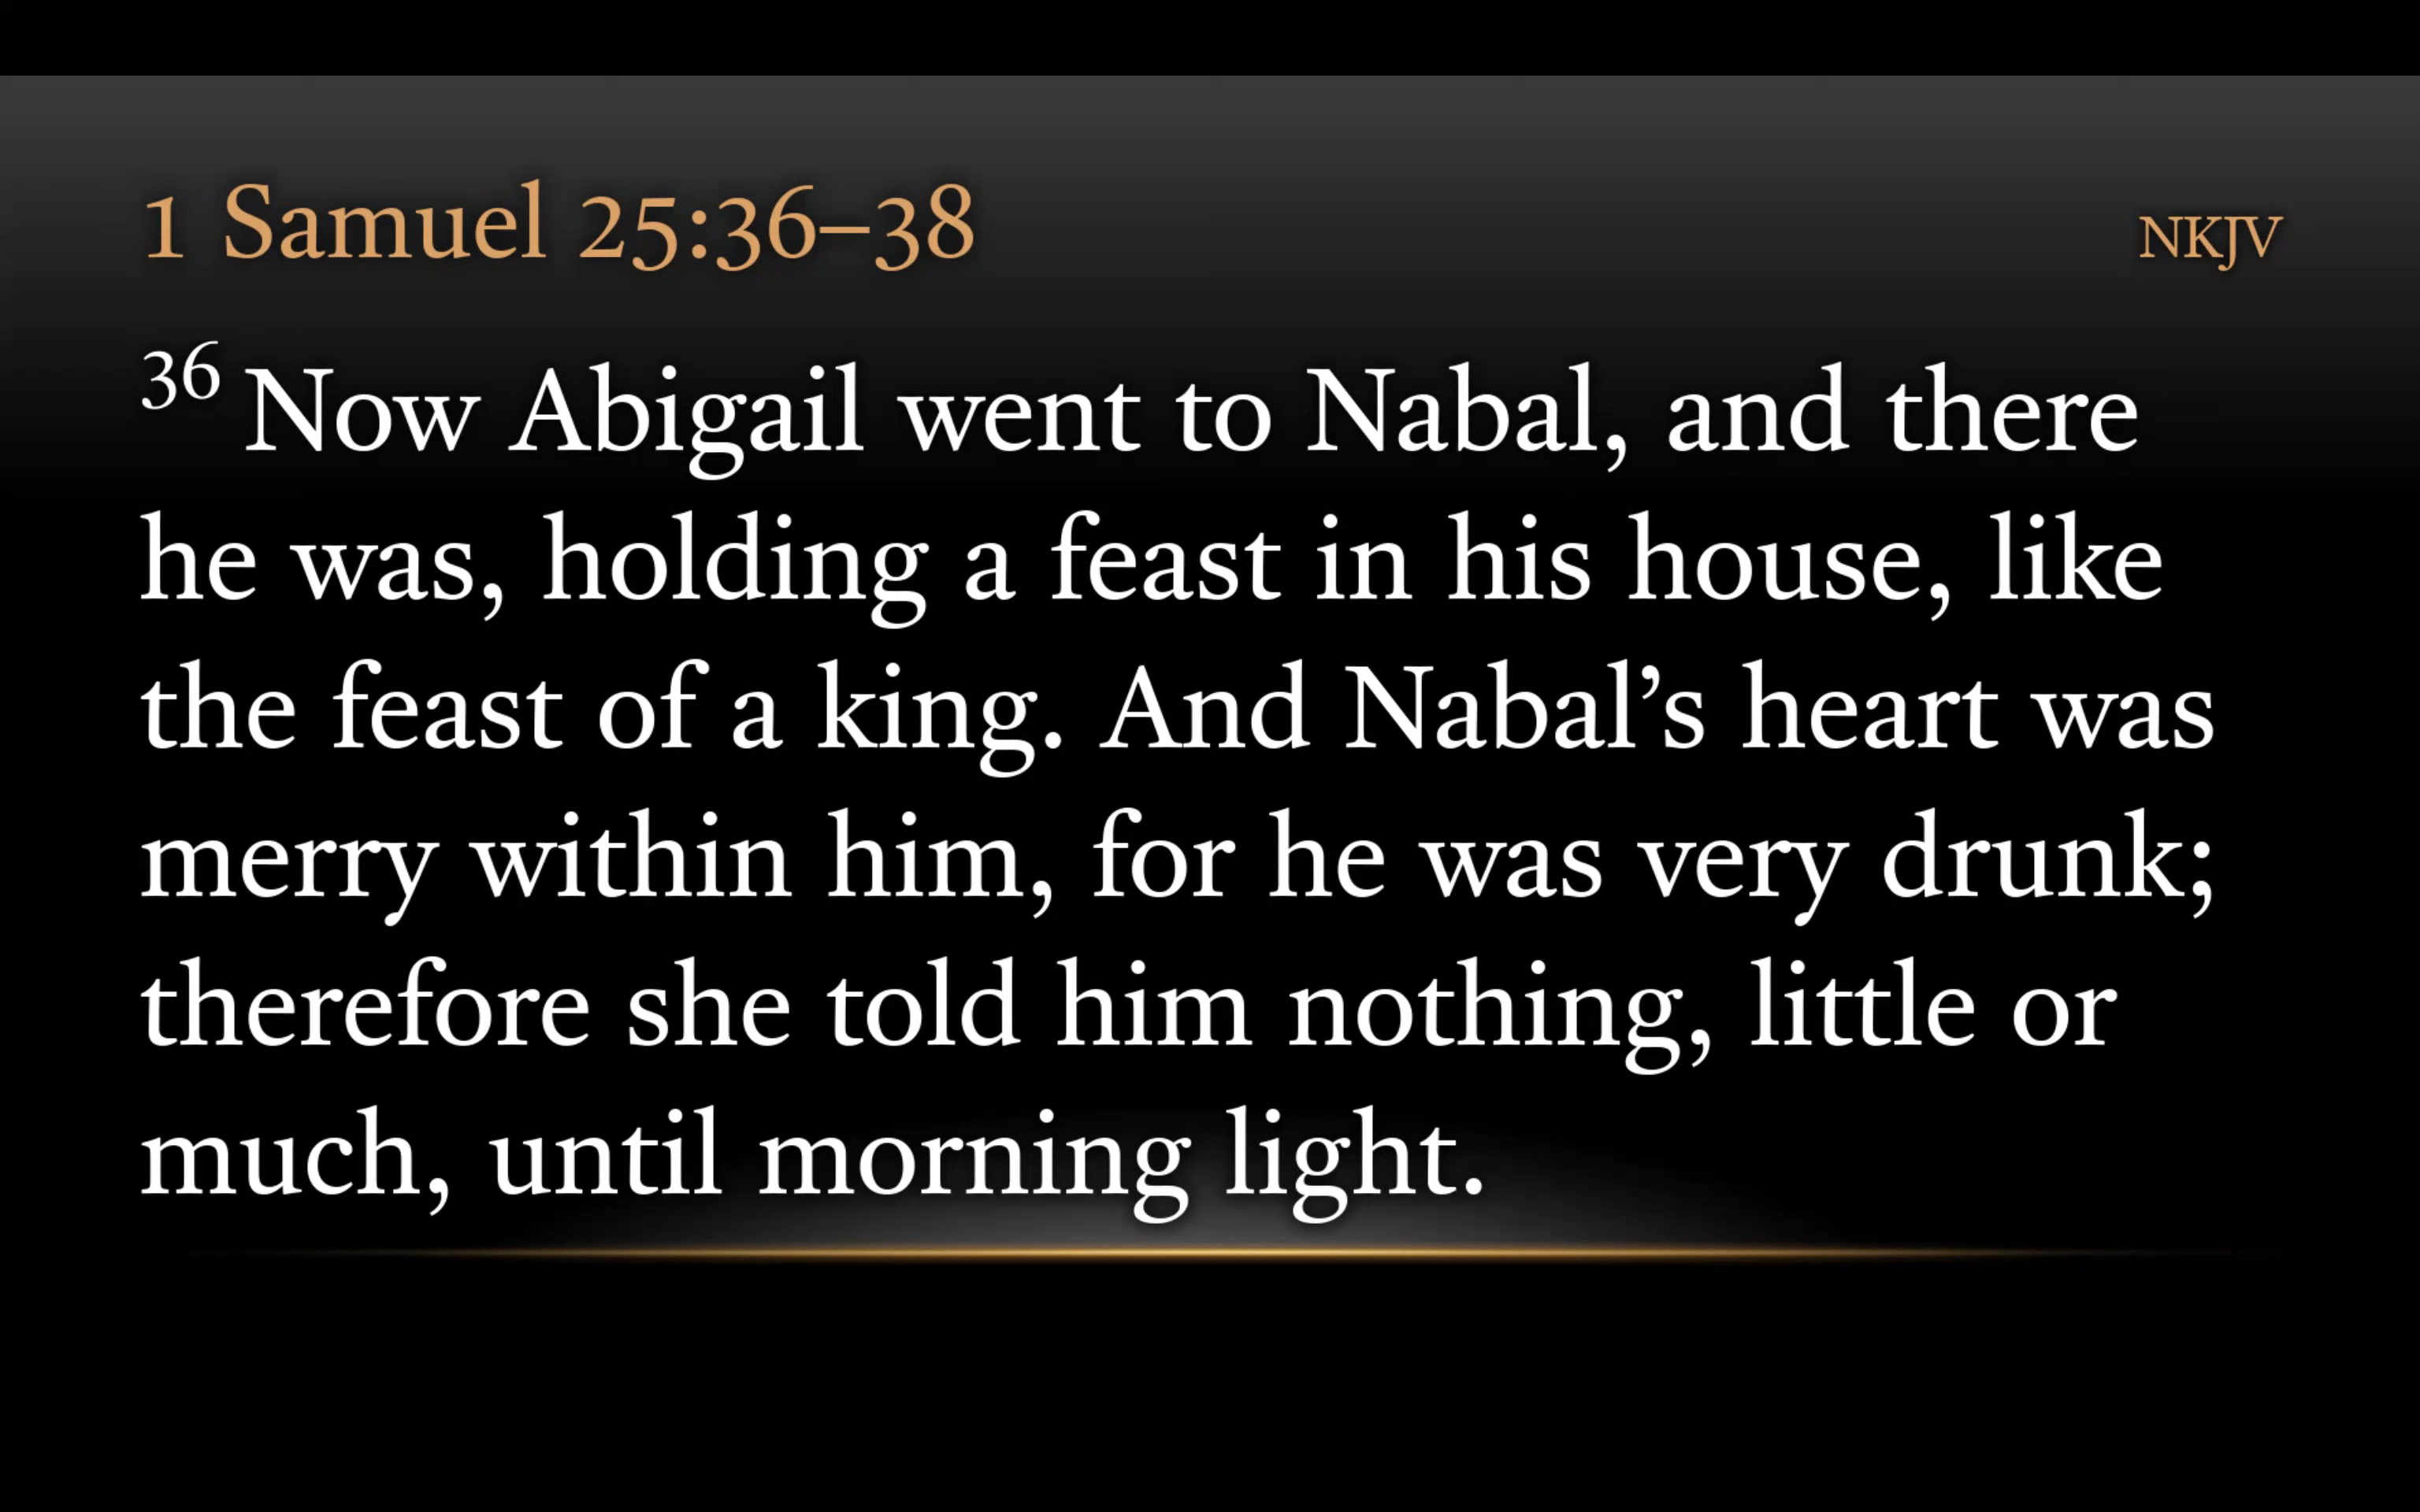 1 Samuel 25:36–38 NKJV
36 Now Abigail went to Nabal, and there
he was, holding a feast in his house, like
the feast of a king. And Nabal’s heart was
merry within him, for he was very drunk;
therefore she told him nothing, little or
much, until morning light.